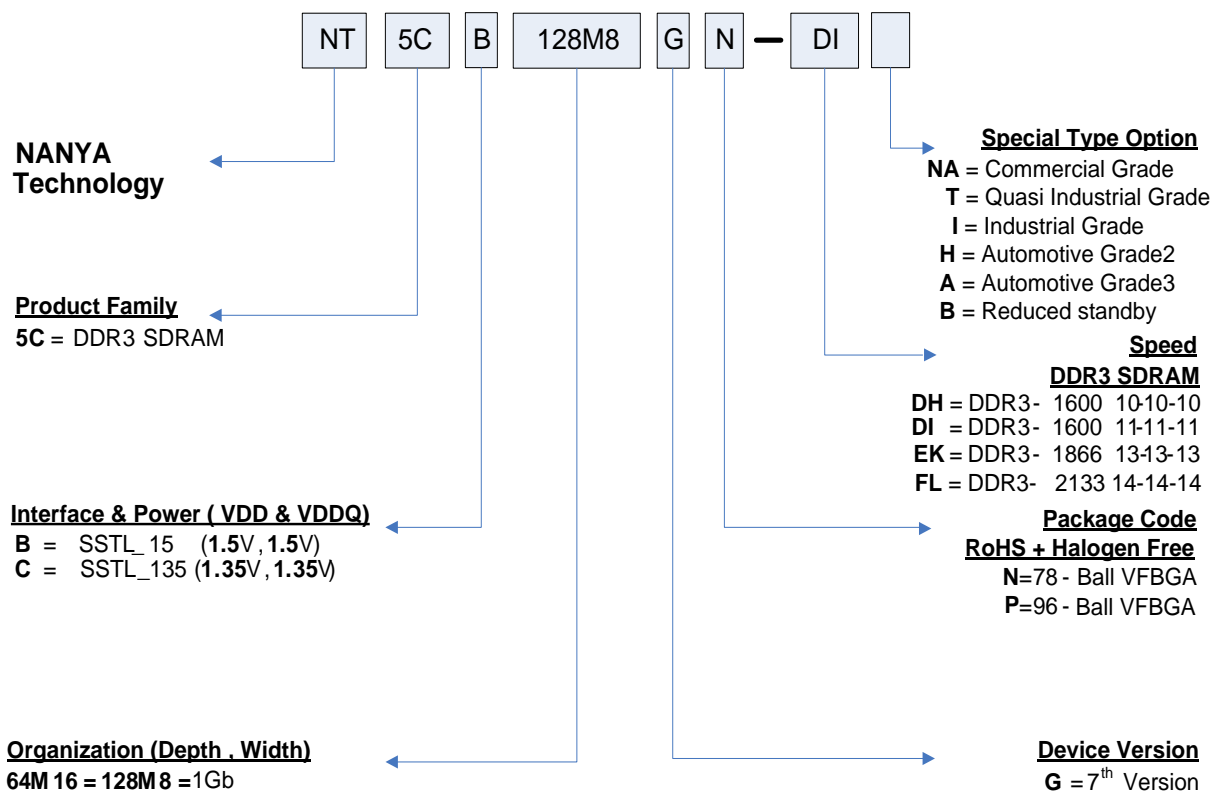 NT 5C B 128M8 G N — DI
NANYA
Technology
Product Family
5C = DDR3 SDRAM
Interface & Power ( VDD & VDDQ)
B = SSTL_15 (1.5V , 1.5V)
C = SSTL_135 (1.35V , 1.35V)
Organization (Depth , Width)
64M16 = 128M8 =1Gb
Special Type Option
NA = Commercial Grade
T = Quasi Industrial Grade
I = Industrial Grade
H = Automotive Grade2
A = Automotive Grade3
B = Reduced standby
Speed
DDR3 SDRAM
DH = DDR3- 1600 10-10-10
DI = DDR3- 1600 11-11-11
EK = DDR3- 1866 13-13-13
FL = DDR3- 2133 14-14-14
Package Code
RoHS + Halogen Free
N=78 - Ball VFBGA
P=96 - Ball VFBGA
Device Version
G = 7th Version